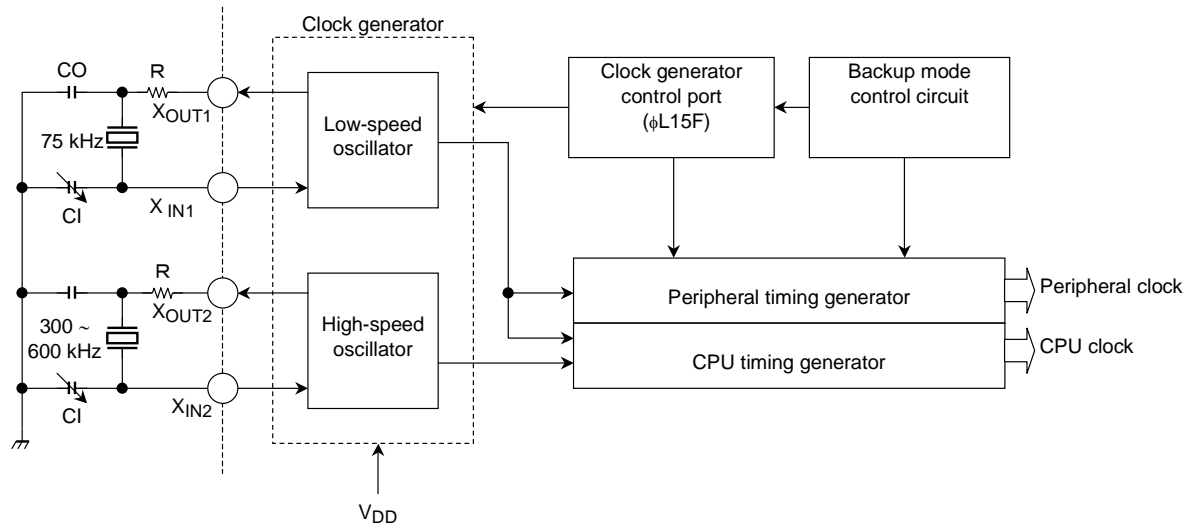 Clock generator
CO
R
XOUT1
75 kHz
CI
XIN1
Low-speed
oscillator
Clock generator
control port
(ϕL15F)
Backup mode
control circuit
R
XOUT2
300 ~
600 kHz
CI
XIN2
High-speed
oscillator
Peripheral timing generator
Peripheral clock
CPU timing generator
CPU clock
VDD